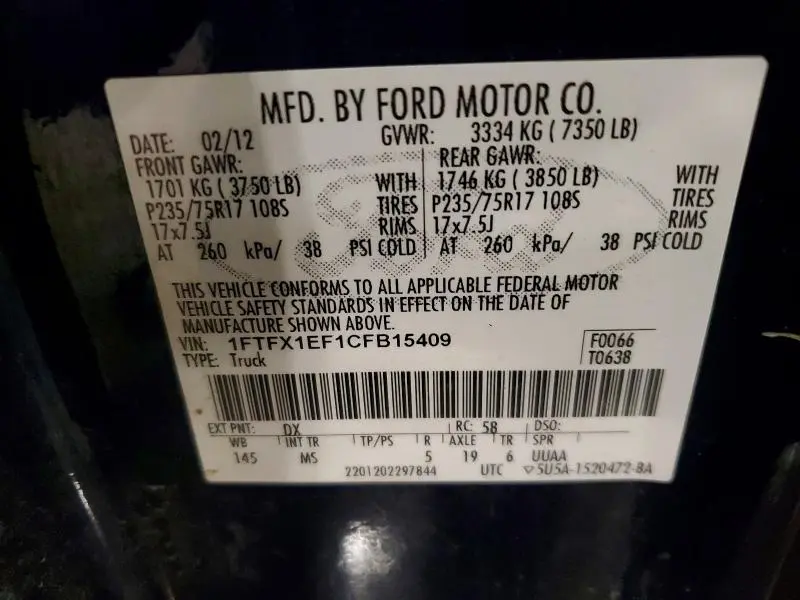 MFD. BY FORD MOTOR CO.
DATE: 02/12 GVWR: 3334 KG ( 7350 LB)
FRONT GAWR: REAR GAWR:
1701 KG ( 3750 LB) WITH 1746 KG ( 3850 LB) WITH
P235/75R17 108S TIRES P235/75R17 108S TIRES
17x7.5J RIMS 17x7.5J RIMS
AT 260 kPa/ 38 PSI COLD AT 260 kPa/ 38 PSI COLD
THIS VEHICLE CONFORMS TO ALL APPLICABLE FEDERAL MOTOR
VEHICLE SAFETY STANDARDS IN EFFECT ON THE DATE OF
MANUFACTURE SHOWN ABOVE.
VIN: 1FTFX1EF1CFB15409 F0066
TYPE: Truck T0638
EXT PNT: DX RC: 58 DSO:
WB INT TR TP/PS R AXLE TR SPR
145 MS 5 19 6 UUAA
2201202297844 UTC ▽5U5A-1520472-BA